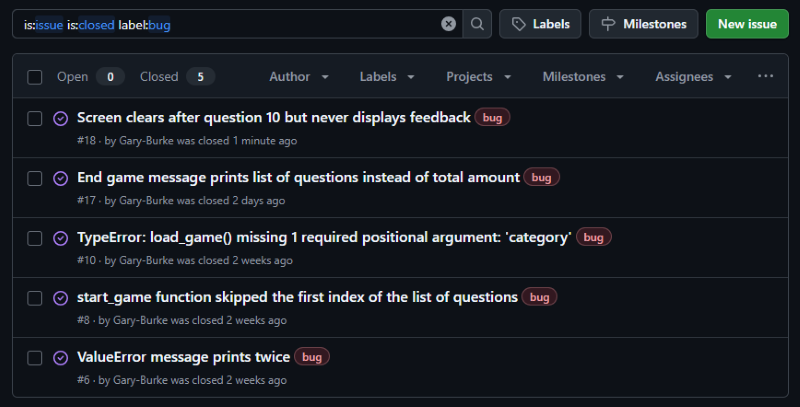 is:issue is:closed label:bug
Labels
Milestones
New issue
Open 0 Closed 5 Author Labels Projects Milestones Assignees
Screen clears after question 10 but never displays feedback bug
#18 · by Gary-Burke was closed 1 minute ago
End game message prints list of questions instead of total amount bug
#17 · by Gary-Burke was closed 2 days ago
TypeError: load_game() missing 1 required positional argument: 'category' bug
#10 · by Gary-Burke was closed 2 weeks ago
start_game function skipped the first index of the list of questions bug
#8 · by Gary-Burke was closed 2 weeks ago
ValueError message prints twice bug
#6 · by Gary-Burke was closed 2 weeks ago